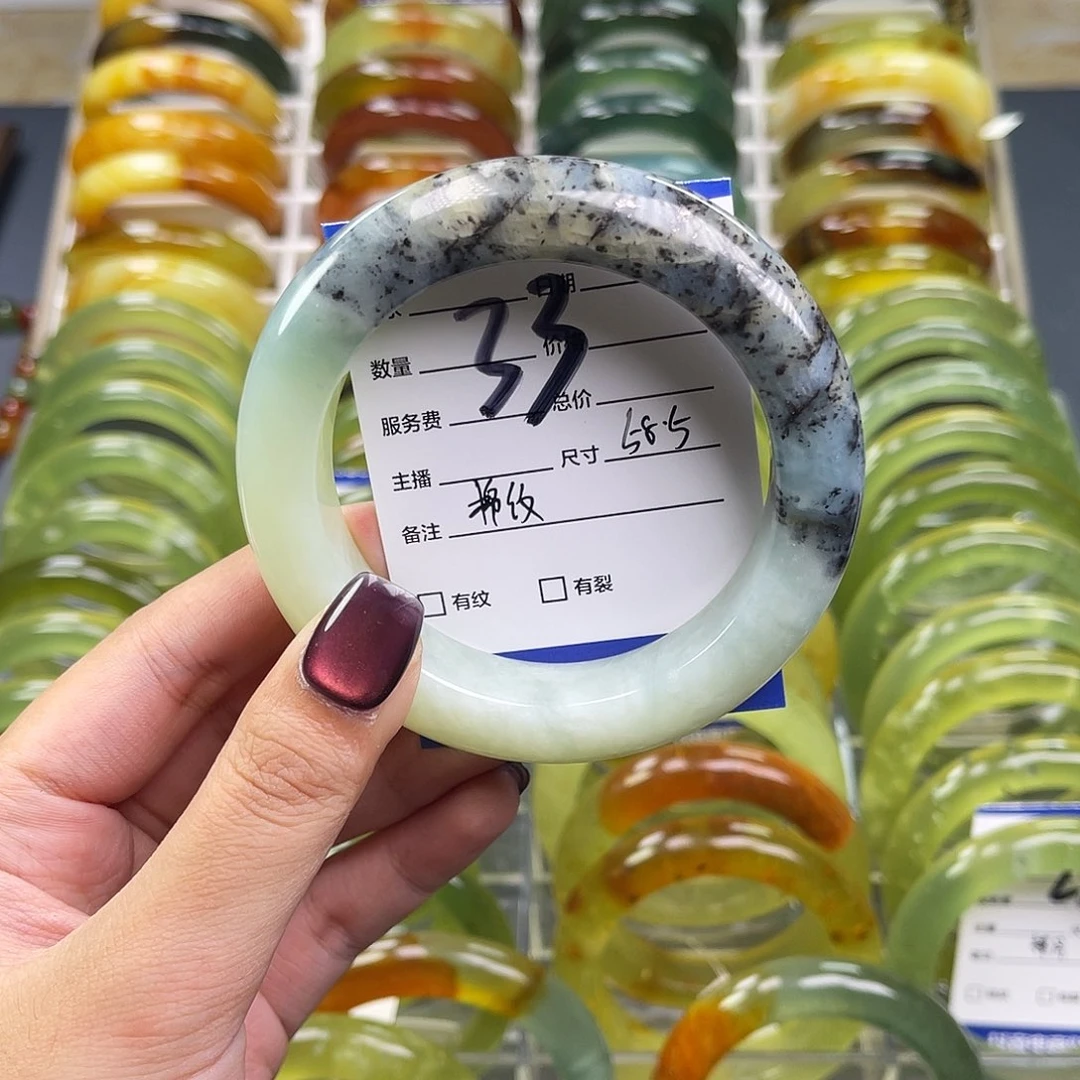 日期
33
数量 价
服务费 总价
主播 尺寸 58.5
备注 棉纹
有纹 有裂